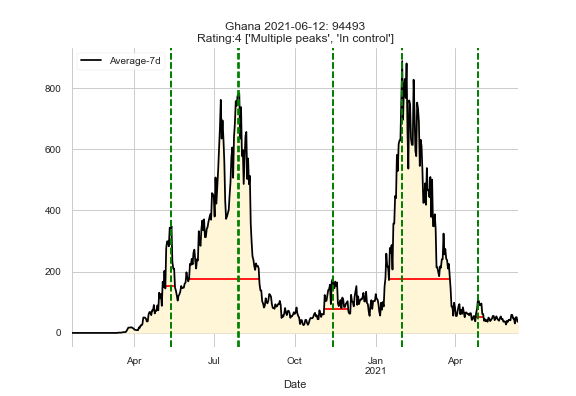 Ghana 2021-06-12: 94493
Rating:4 ['Multiple peaks', 'In control']
Average-7d
800
600
400
200
0
Apr
Jul
Oct
Jan
2021
Apr
Date